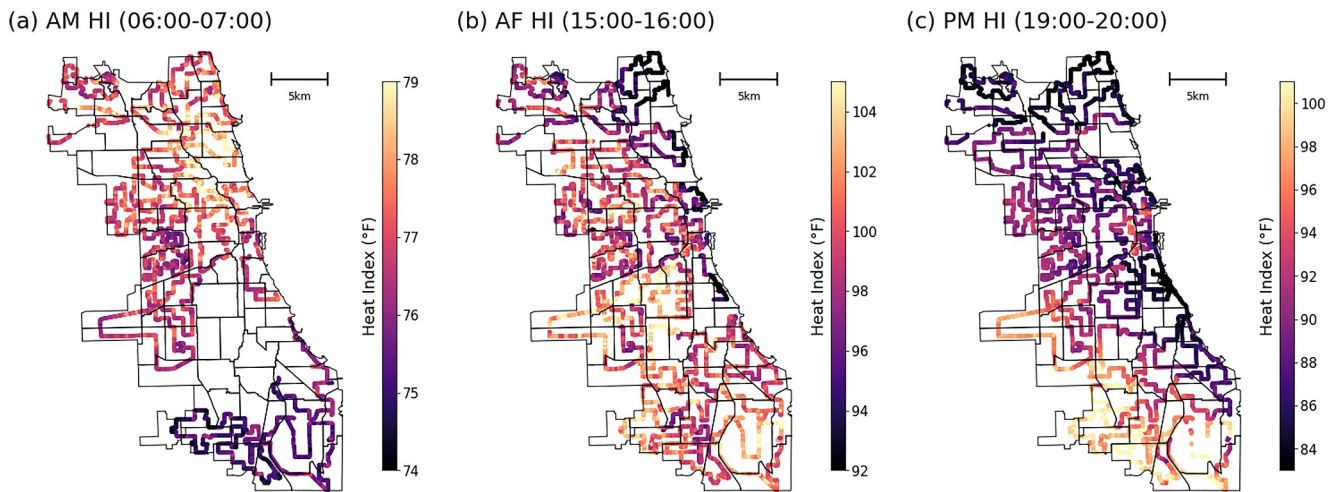 (a) AM HI (06:00-07:00)
(b) AF HI (15:00-16:00)
(c) PM HI (19:00-20:00)
5km
5km
5km
79
78
77
76
75
74
Heat Index (°F)
104
102
100
98
96
94
92
Heat Index (°F)
100
98
96
94
92
90
88
86
84
Heat Index (°F)